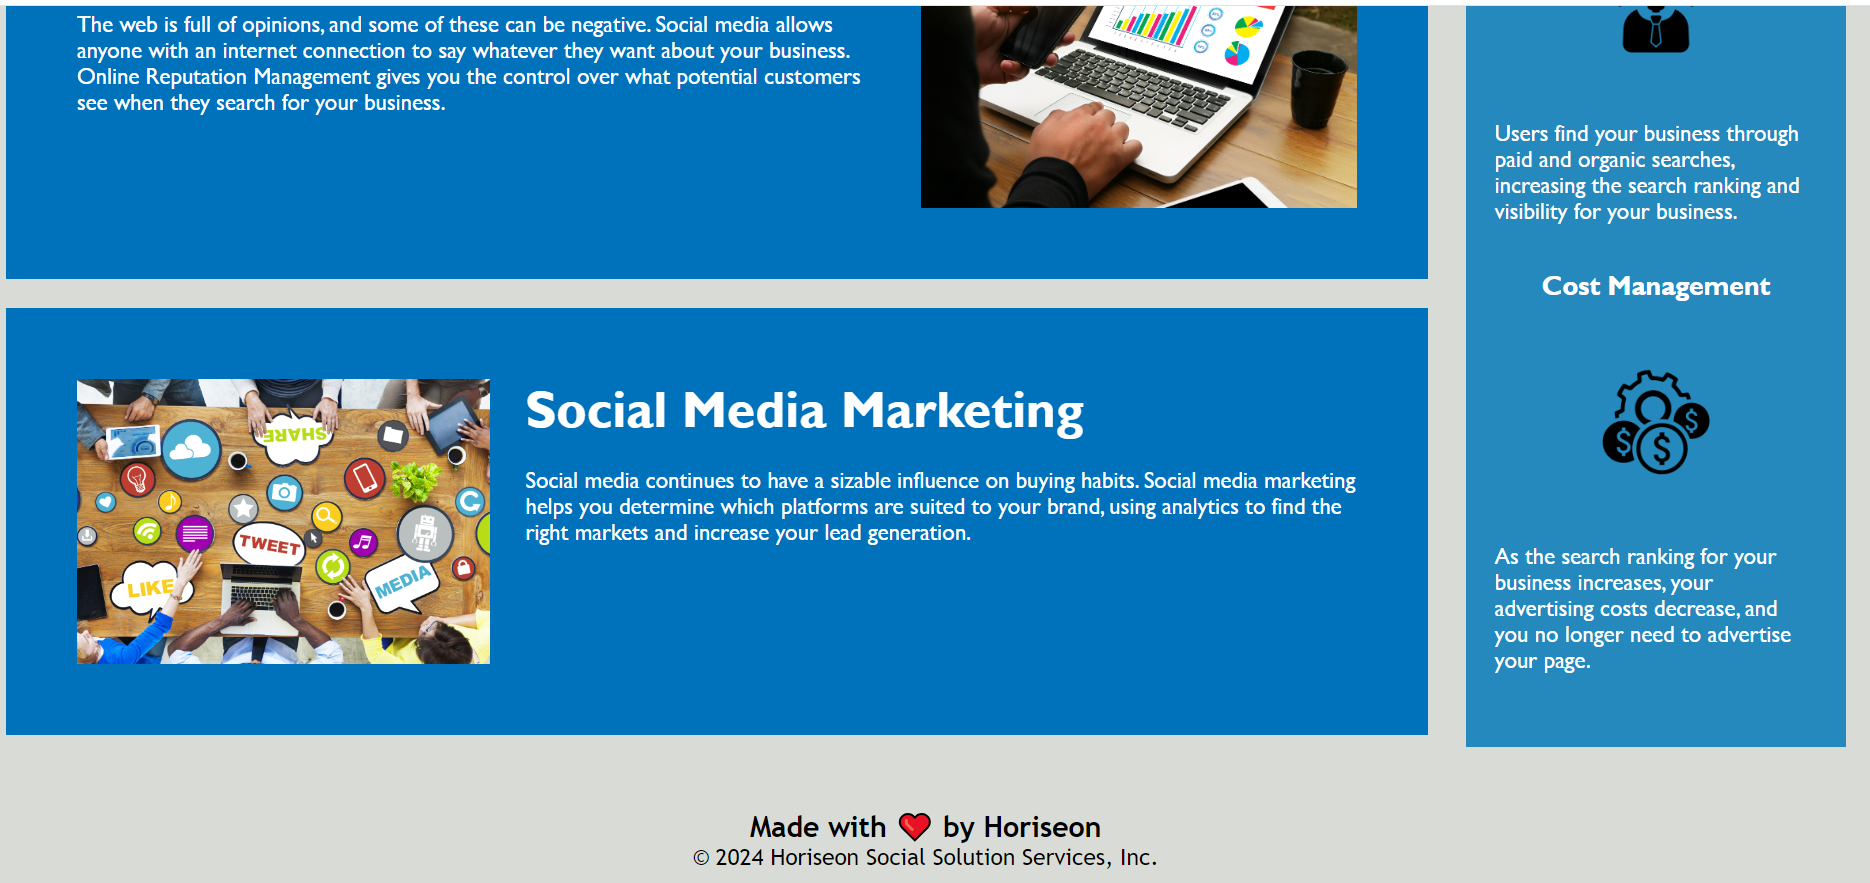 The web is full of opinions, and some of these can be negative. Social media allows
anyone with an internet connection to say whatever they want about your business.
Online Reputation Management gives you the control over what potential customers
see when they search for your business.
Social Media Marketing
Social media continues to have a sizable influence on buying habits. Social media marketing
helps you determine which platforms are suited to your brand, using analytics to find the
right markets and increase your lead generation.
SHARE
TWEET
LIKE
MEDIA
Users find your business through
paid and organic searches,
increasing the search ranking and
visibility for your business.
Cost Management
$ $ $
As the search ranking for your
business increases, your
advertising costs decrease, and
you no longer need to advertise
your page.
Made with ❤️ by Horiseon
© 2024 Horiseon Social Solution Services, Inc.